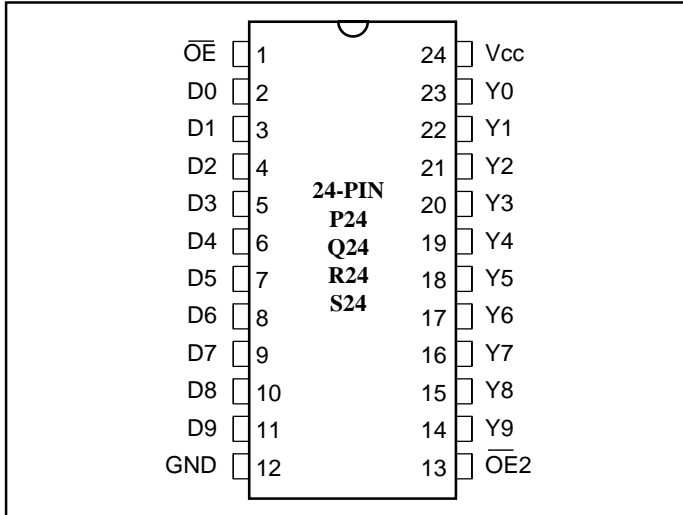 O̅E̅ 1 24 Vcc
D0 2 23 Y0
D1 3 22 Y1
D2 4 21 Y2
D3 5 20 Y3
D4 6 19 Y4
D5 7 18 Y5
D6 8 17 Y6
D7 9 16 Y7
D8 10 15 Y8
D9 11 14 Y9
GND 12 13 O̅E̅2
24-PIN
P24
Q24
R24
S24